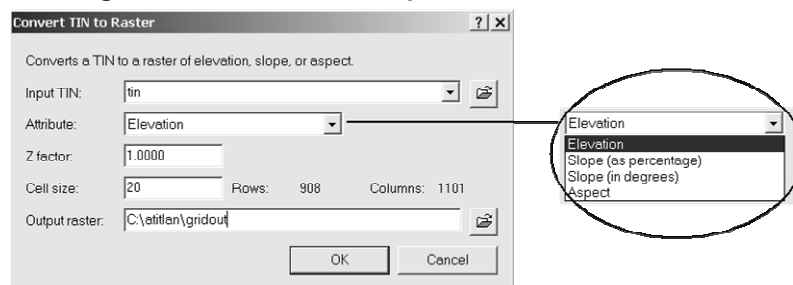 Convert TIN to Raster
? x
Converts a TIN to a raster of elevation, slope, or aspect.
Input TIN: tin
Attribute: Elevation
Z factor: 1.0000
Cell size: 20 Rows: 908 Columns: 1101
Output raster: C:\atitlan\gridout
OK Cancel
Elevation
Elevation
Slope (as percentage)
Slope (in degrees)
Aspect